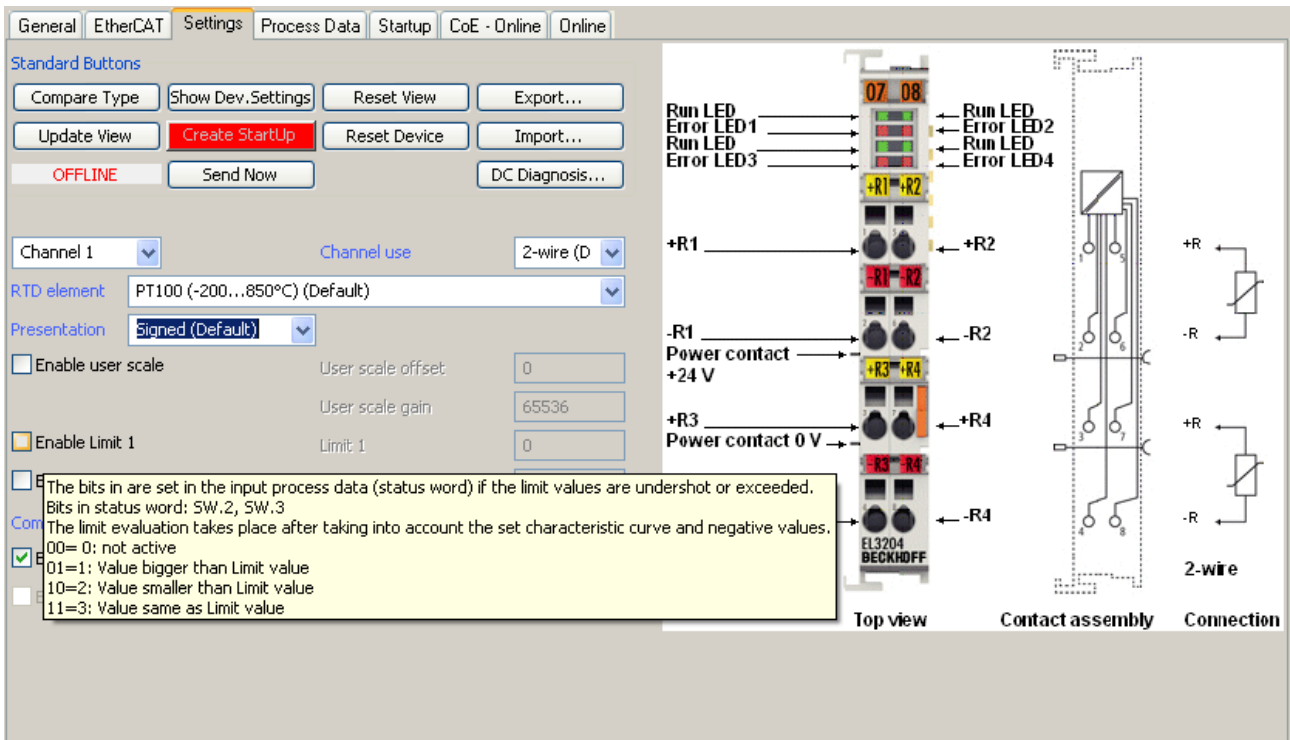 General EtherCAT Settings Process Data Startup CoE - Online Online
Standard Buttons
Compare Type Show Dev.Settings Reset View Export...
Update View Create StartUp Reset Device Import...
OFFLINE Send Now DC Diagnosis...
Channel 1 Channel use 2-wire (D
RTD element PT100 (-200...850°C) (Default)
Presentation Signed (Default)
Enable user scale User scale offset 0
User scale gain 65536
Enable Limit 1 Limit 1 0
The bits in are set in the input process data (status word) if the limit values are undershot or exceeded.
Bits in status word: SW.2, SW.3
The limit evaluation takes place after taking into account the set characteristic curve and negative values.
00= 0: not active
01=1: Value bigger than Limit value
10=2: Value smaller than Limit value
11=3: Value same as Limit value
Com
07 08
Run LED Run LED
Error LED1 Error LED2
Run LED Run LED
Error LED3 Error LED4
+R1 +R2
+R1 +R2
-R1 -R2
-R1 -R2
Power contact
+24 V
+R3 +R4
+R3 +R4
Power contact 0 V
-R3 -R4
-R4
EL3204
BECKHOFF
Top view
1 5
2 6
3 7
4 8
Contact assembly
+R
-R
+R
-R
2-wire
Connection